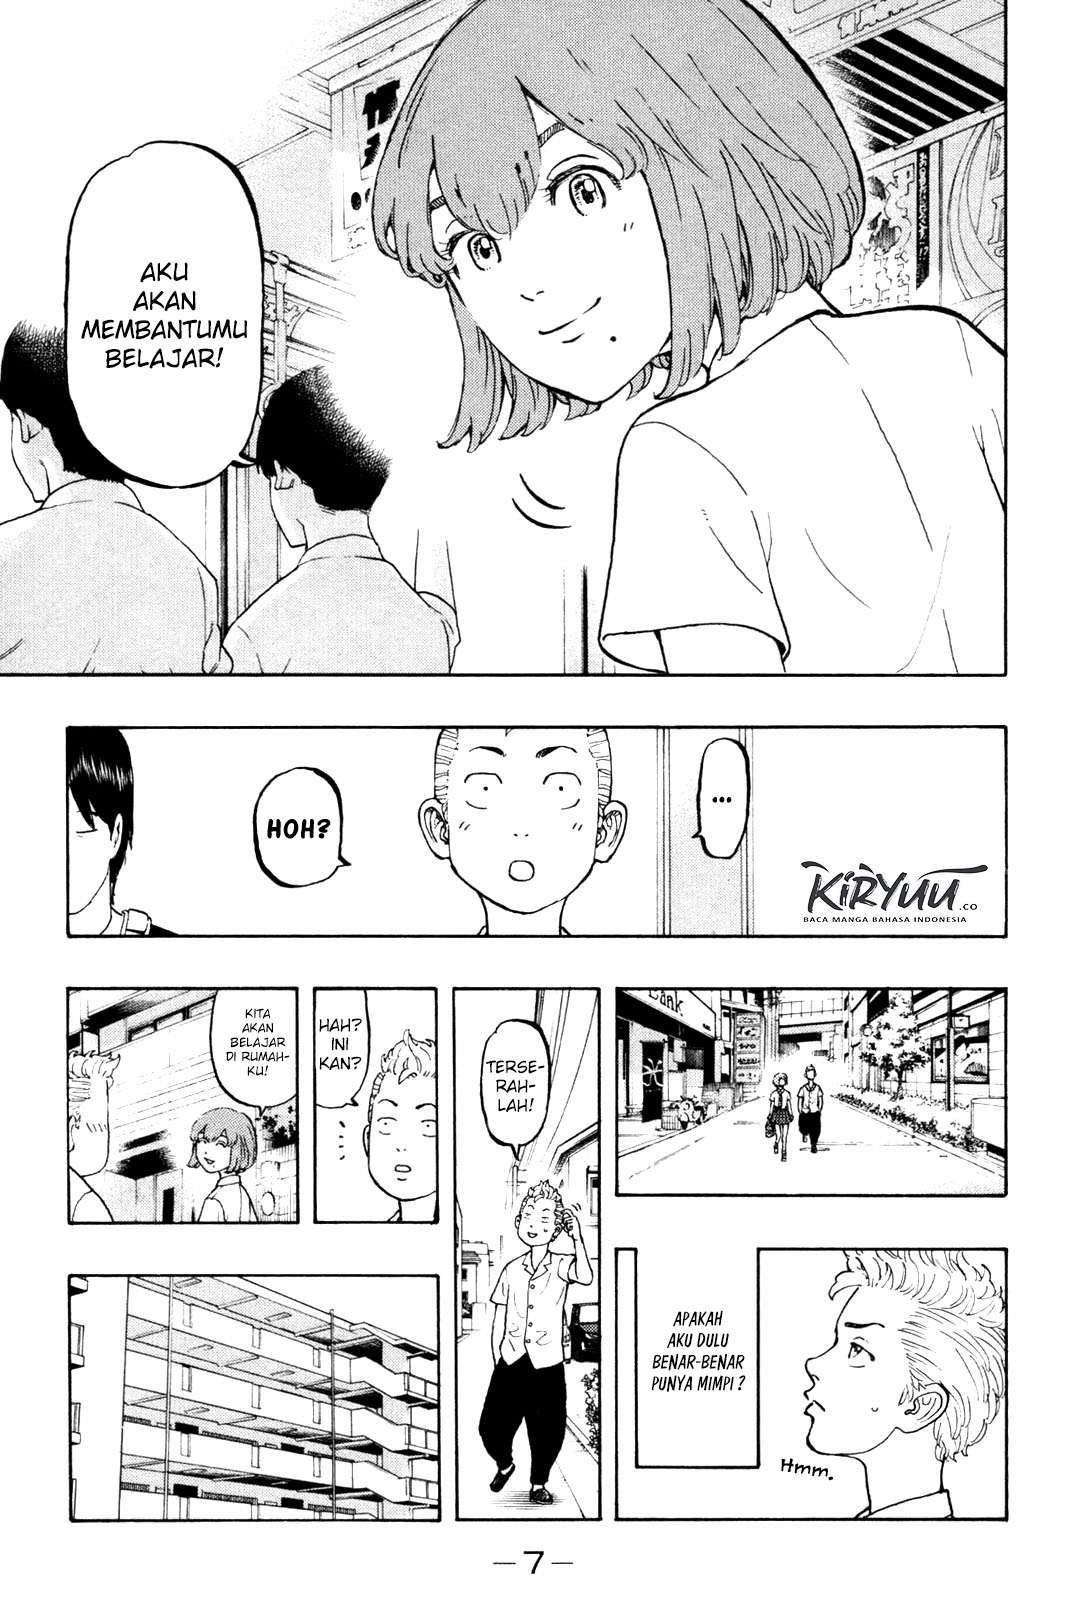 AKU
AKAN
MEMBANTUMU
BELAJAR!
...
HOH?
KiRYUU.CO
BACA MANGA BAHASA INDONESIA
Bank
APAKAH
AKU DULU
BENAR-BENAR
PUNYA MIMPI ?
Hmm.
TERSE-
RAH-
LAH!
HAH?
INI
KAN?
KITA
AKAN
BELAJAR
DI RUMAH-
KU!
-7-